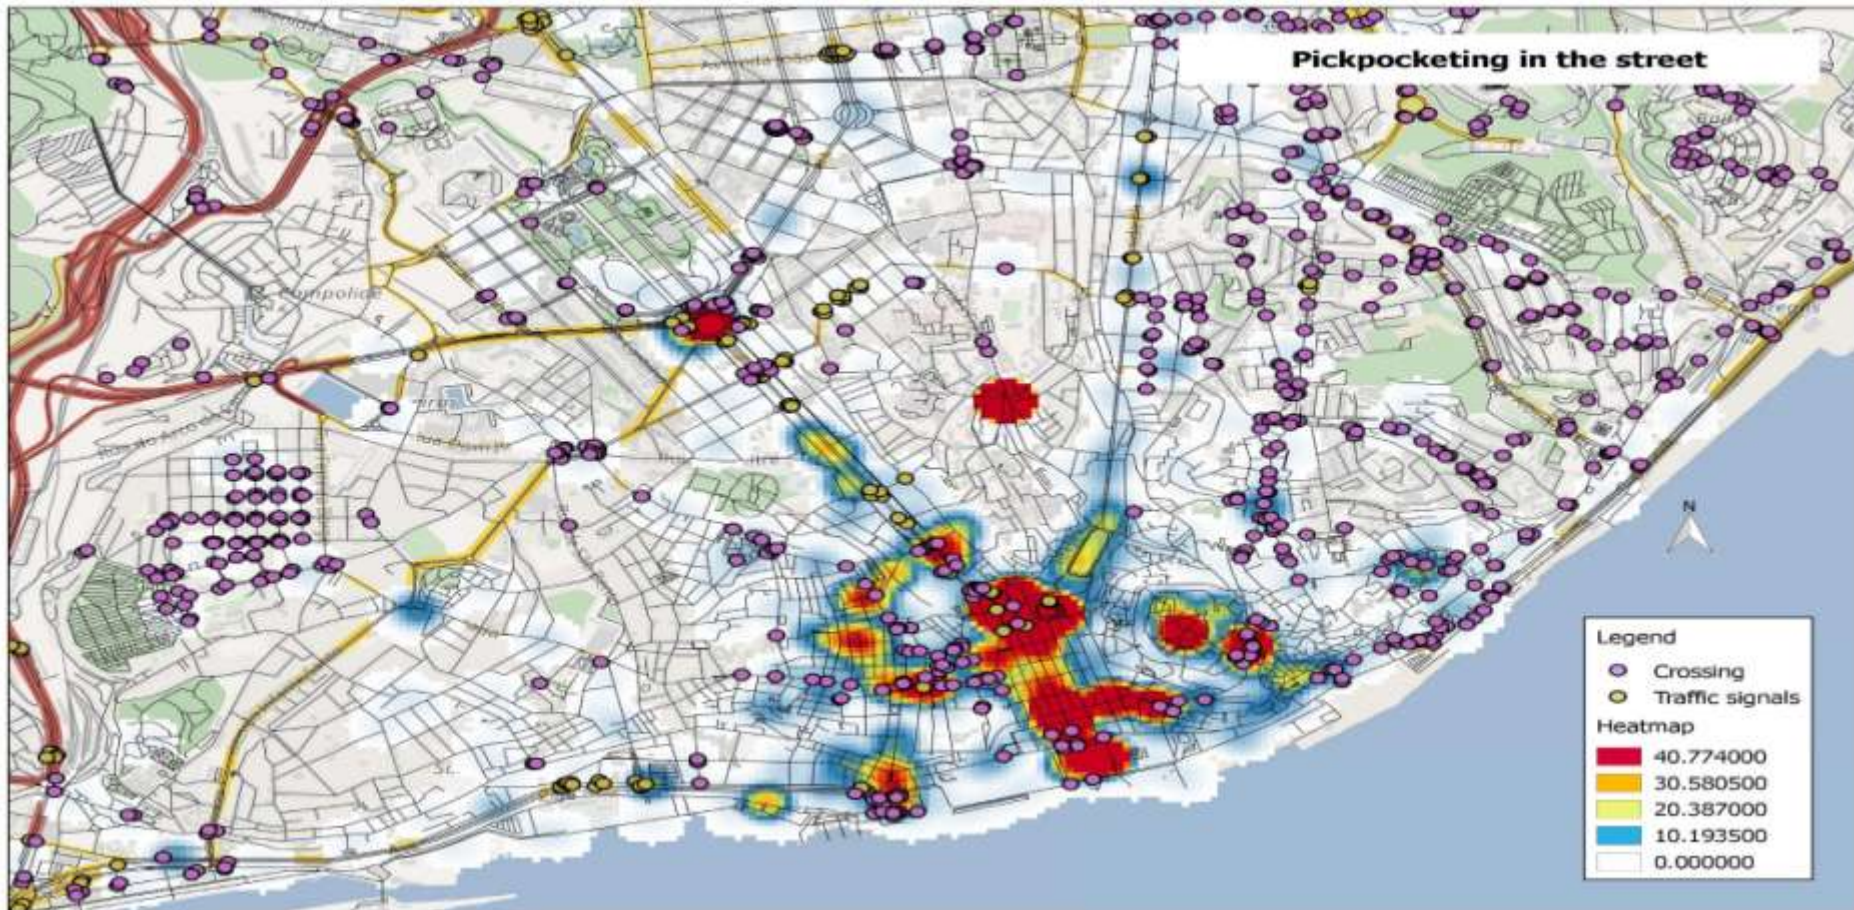 Pickpocketing in the street
Campolide
N
Legend
Crossing
Traffic signals
Heatmap
40.774000
30.580500
20.387000
10.193500
0.000000